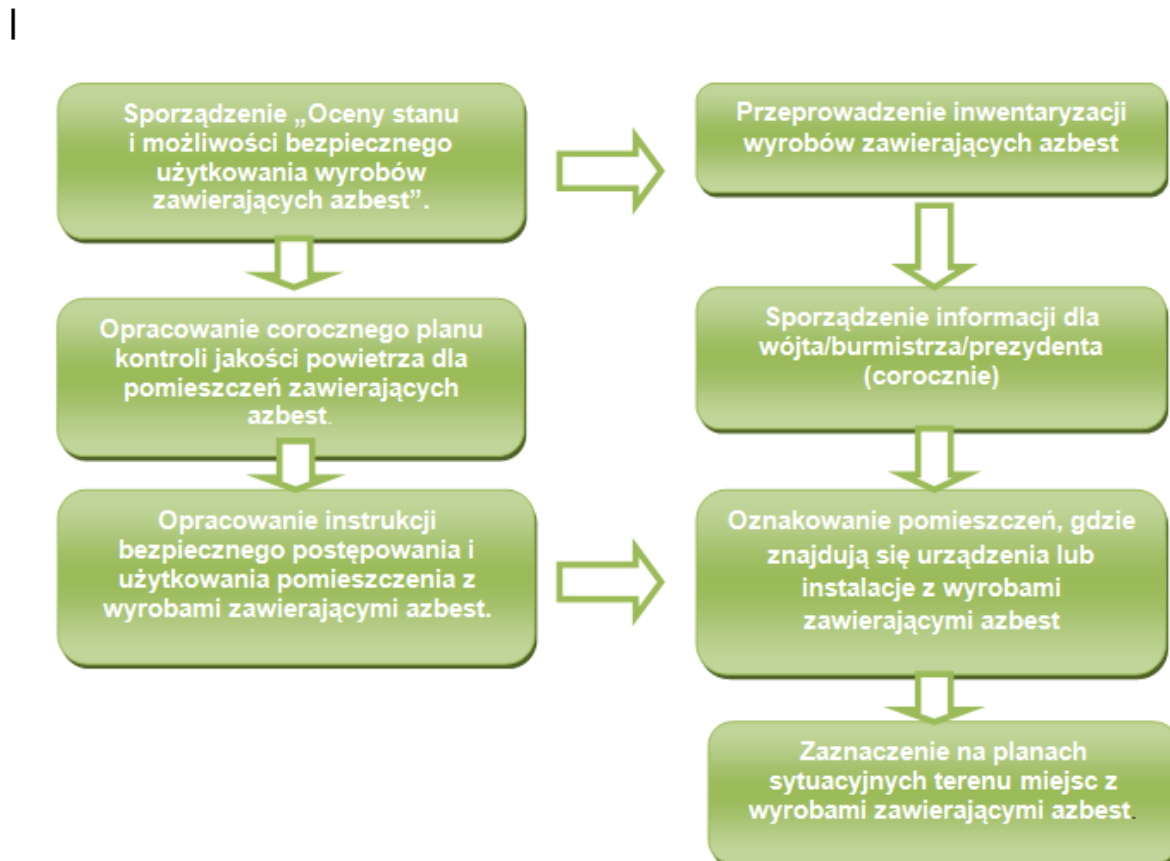 Sporządzenie „Oceny stanu
i możliwości bezpiecznego
użytkowania wyrobów
zawierających azbest”.
Przeprowadzenie inwentaryzacji
wyrobów zawierających azbest
Opracowanie corocznego planu
kontroli jakości powietrza dla
pomieszczeń zawierających
azbest.
Sporządzenie informacji dla
wójta/burmistrza/prezydenta
(corocznie)
Opracowanie instrukcji
bezpiecznego postępowania i
użytkowania pomieszczenia z
wyrobami zawierającymi azbest.
Oznakowanie pomieszczeń, gdzie
znajdują się urządzenia lub
instalacje z wyrobami
zawierającymi azbest
Zaznaczenie na planach
sytuacyjnych terenu miejsc z
wyrobami zawierającymi azbest.